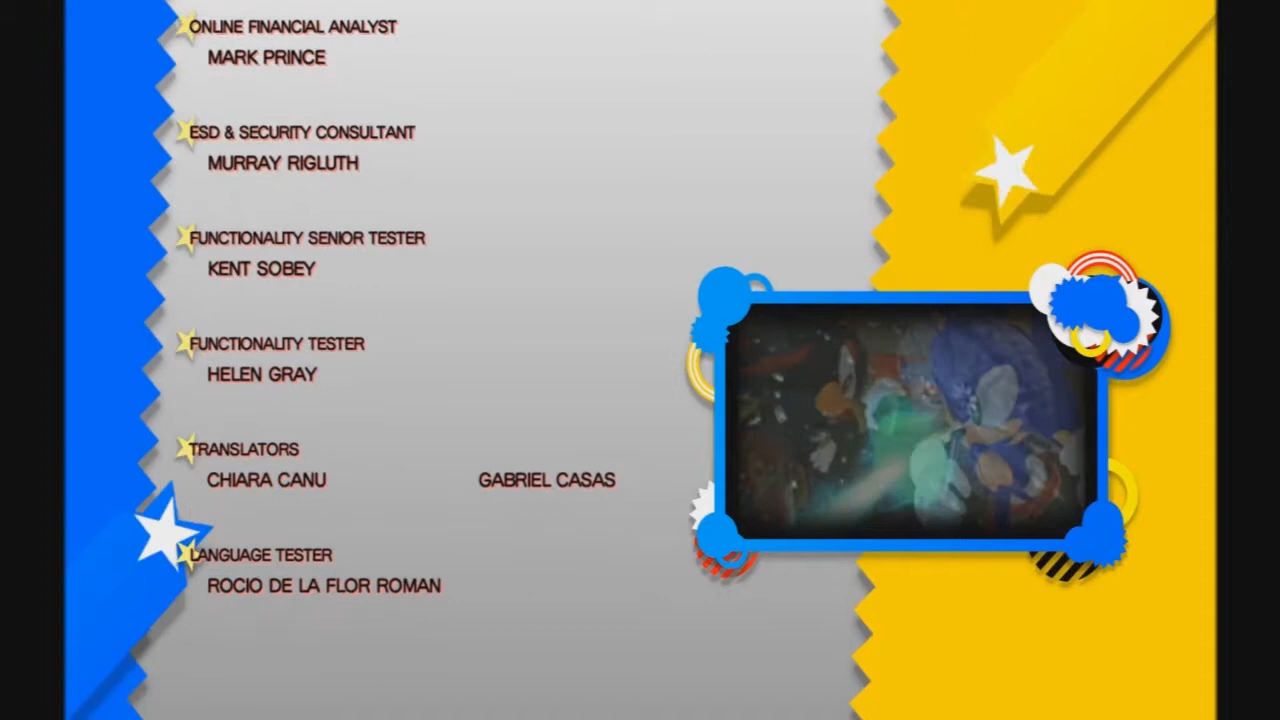 ONLINE FINANCIAL ANALYST
MARK PRINCE
ESD & SECURITY CONSULTANT
MURRAY RIGLUTH
FUNCTIONALITY SENIOR TESTER
KENT SOBEY
FUNCTIONALITY TESTER
HELEN GRAY
TRANSLATORS
CHIARA CANU GABRIEL CASAS
LANGUAGE TESTER
ROCIO DE LA FLOR ROMAN